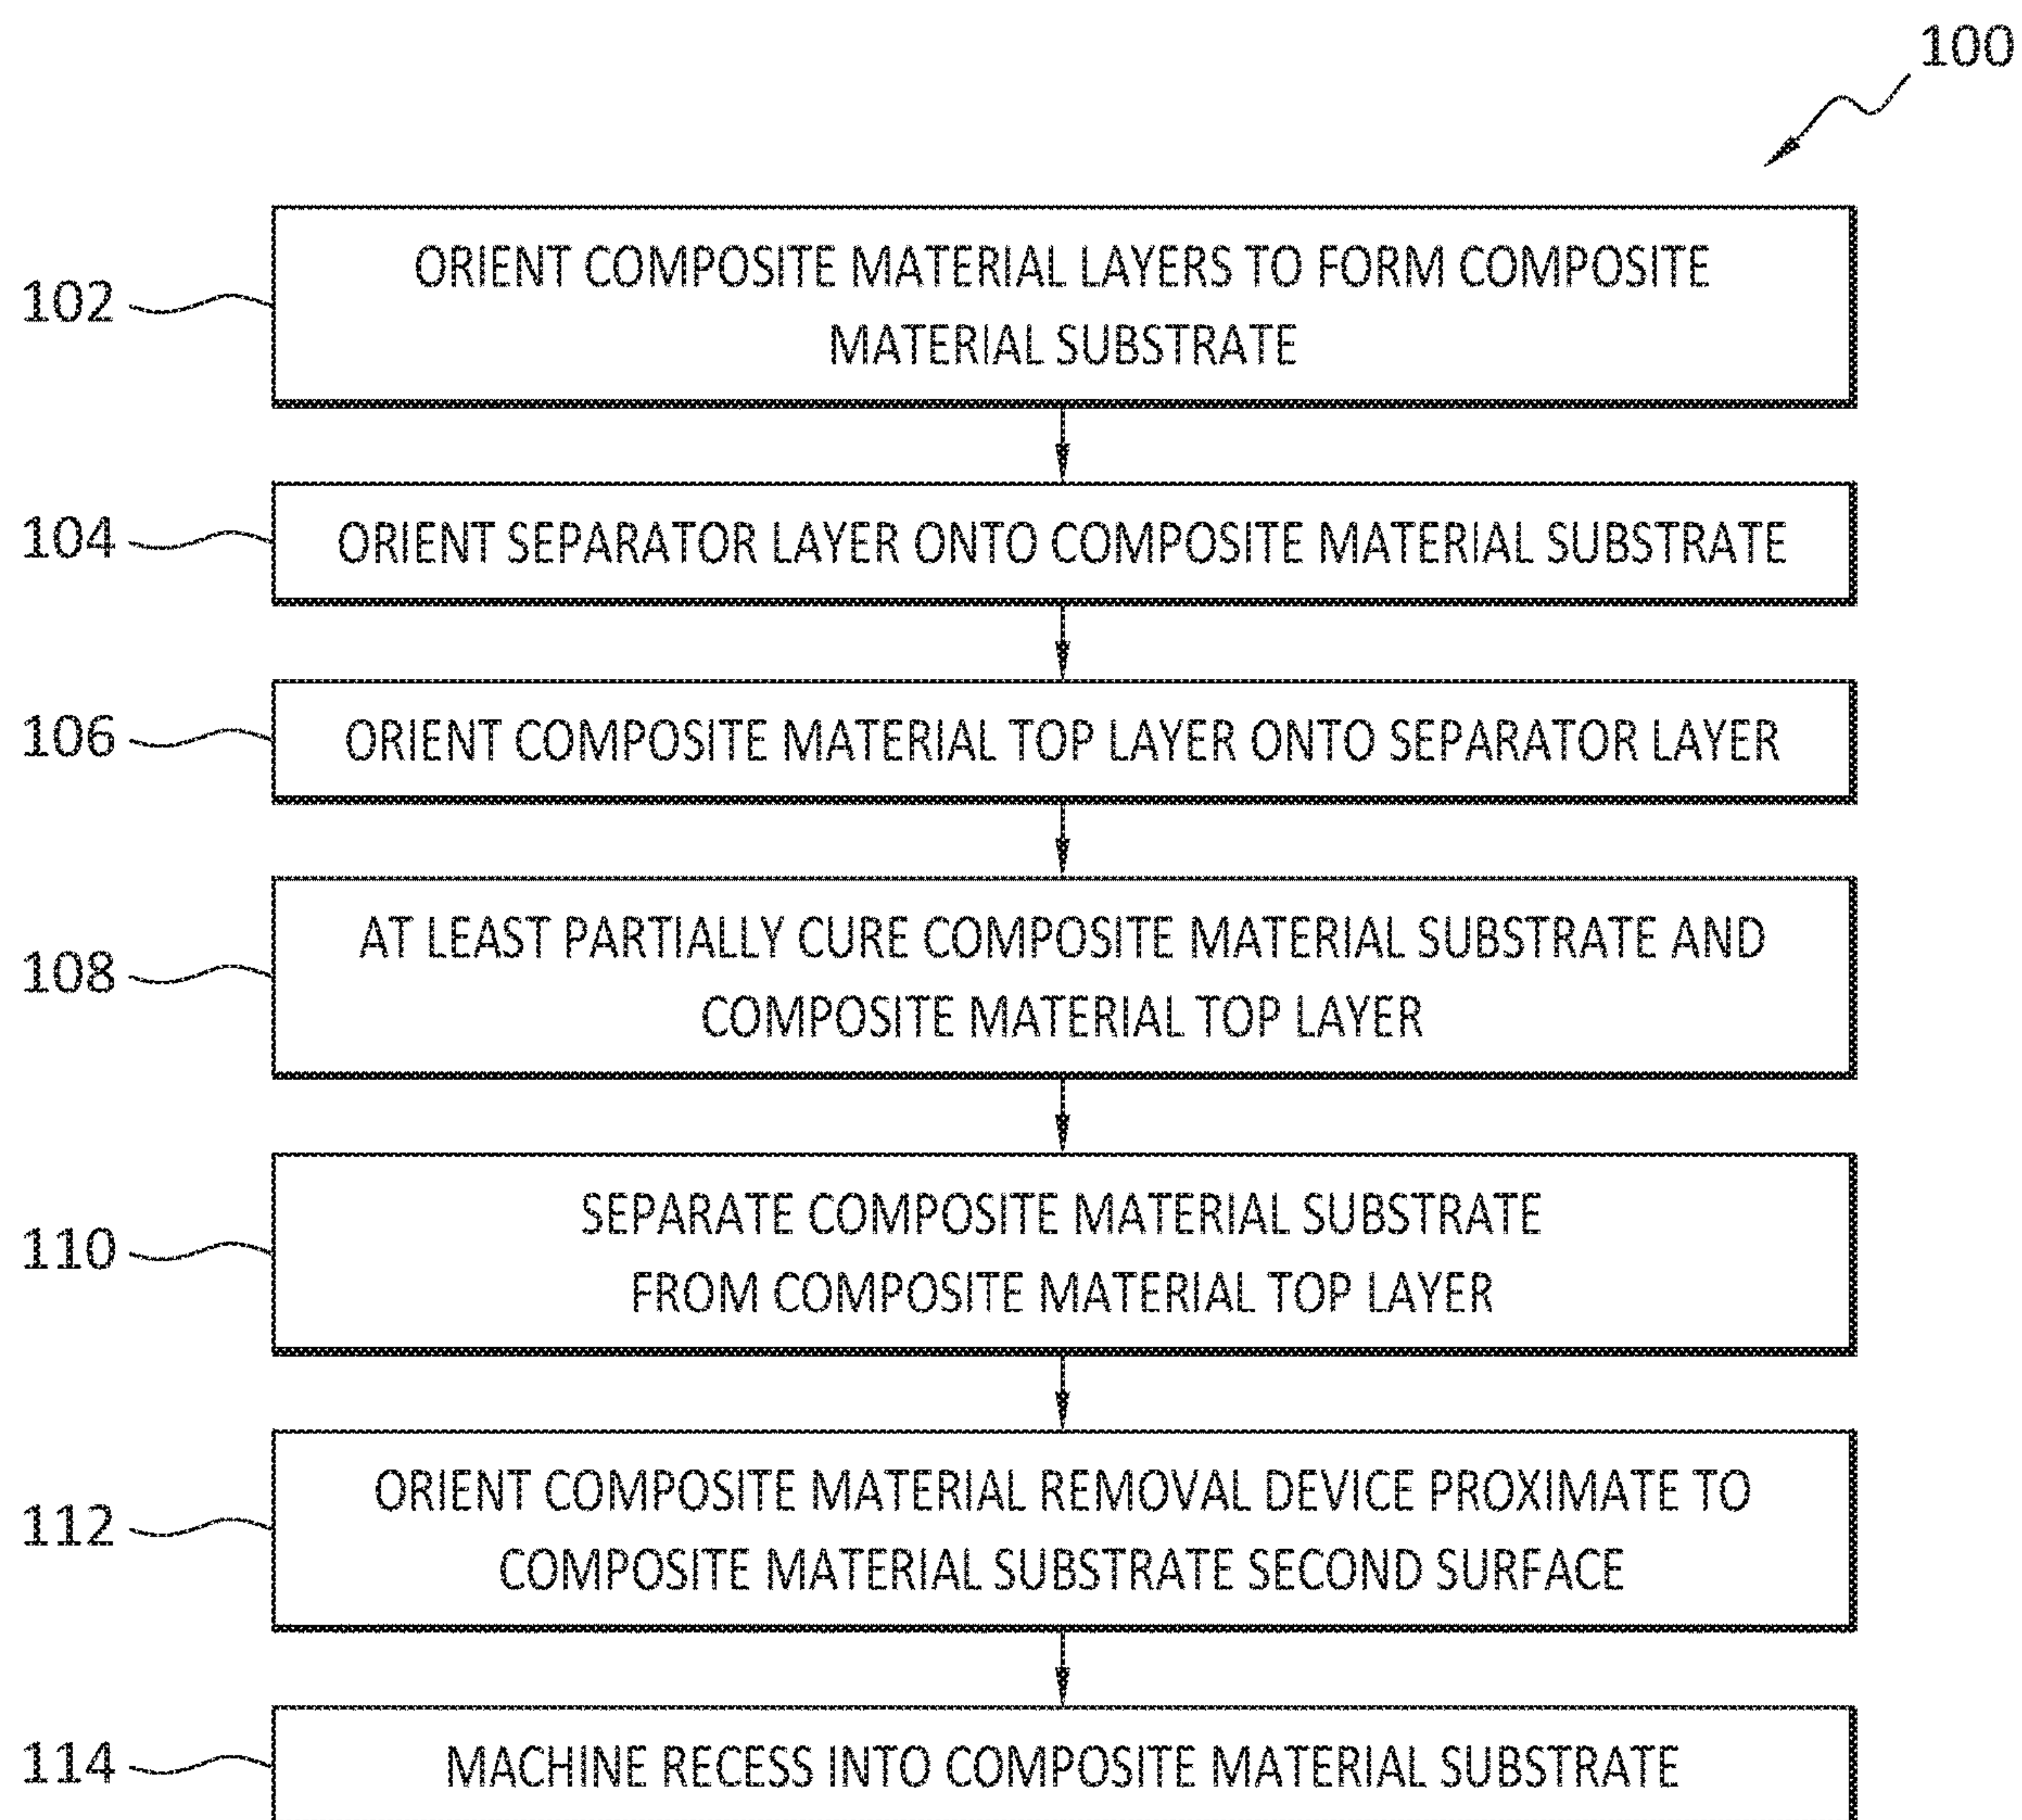 100
102
ORIENT COMPOSITE MATERIAL LAYERS TO FORM COMPOSITE
MATERIAL SUBSTRATE
104
ORIENT SEPARATOR LAYER ONTO COMPOSITE MATERIAL SUBSTRATE
106
ORIENT COMPOSITE MATERIAL TOP LAYER ONTO SEPARATOR LAYER
108
AT LEAST PARTIALLY CURE COMPOSITE MATERIAL SUBSTRATE AND
COMPOSITE MATERIAL TOP LAYER
110
SEPARATE COMPOSITE MATERIAL SUBSTRATE
FROM COMPOSITE MATERIAL TOP LAYER
112
ORIENT COMPOSITE MATERIAL REMOVAL DEVICE PROXIMATE TO
COMPOSITE MATERIAL SUBSTRATE SECOND SURFACE
114
MACHINE RECESS INTO COMPOSITE MATERIAL SUBSTRATE